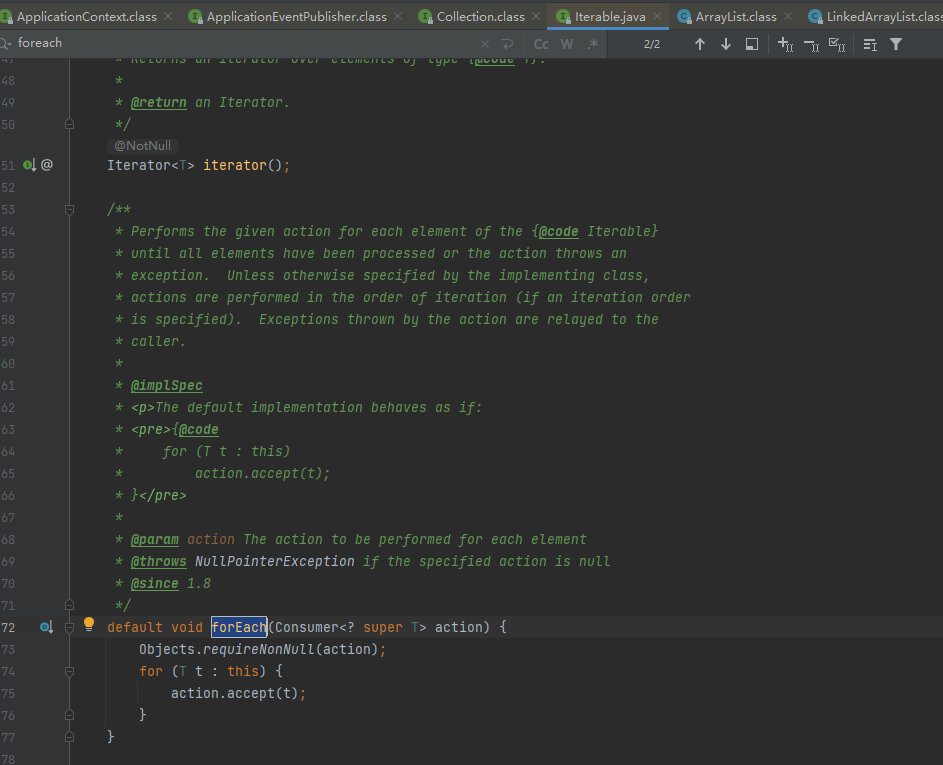 ApplicationContext.class ApplicationEventPublisher.class Collection.class Iterable.java ArrayList.class LinkedArrayList.class
foreach Cc W .* 2/2
47 * Returns an iterator over elements of type {@code T}.
48 *
49 * @return an Iterator.
50 */
@NotNull
51 @ Iterator<T> iterator();
52
53 /**
54 * Performs the given action for each element of the {@code Iterable}
55 * until all elements have been processed or the action throws an
56 * exception.  Unless otherwise specified by the implementing class,
57 * actions are performed in the order of iteration (if an iteration order
58 * is specified).  Exceptions thrown by the action are relayed to the
59 * caller.
60 *
61 * @implSpec
62 * <p>The default implementation behaves as if:
63 * <pre>{@code
64 *     for (T t : this)
65 *         action.accept(t);
66 * }</pre>
67 *
68 * @param action The action to be performed for each element
69 * @throws NullPointerException if the specified action is null
70 * @since 1.8
71 */
72 default void forEach(Consumer<? super T> action) {
73 Objects.requireNonNull(action);
74 for (T t : this) {
75 action.accept(t);
76 }
77 }
78